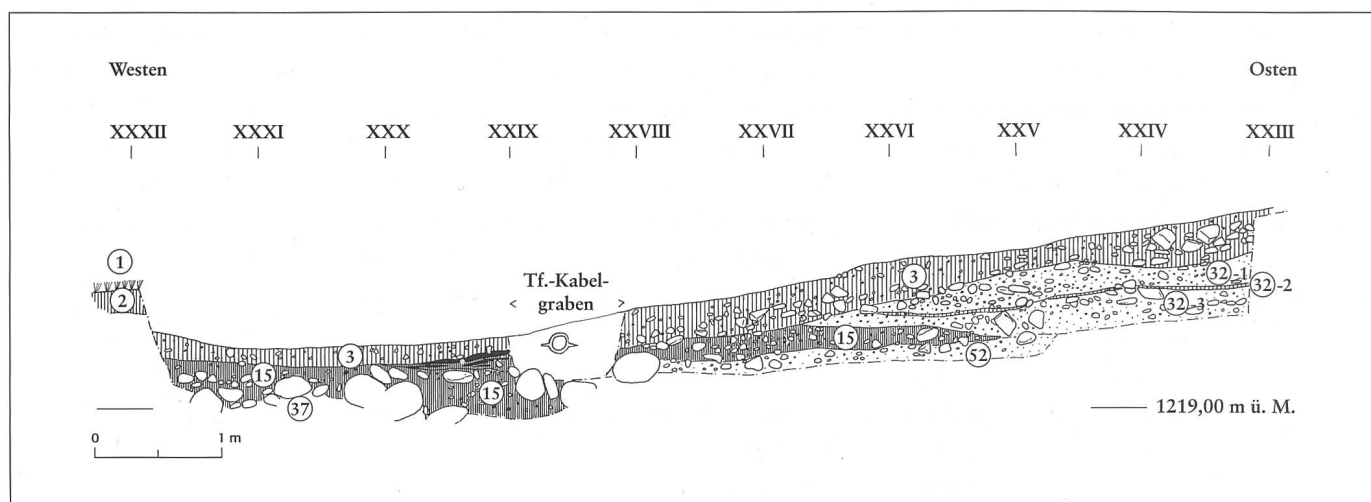 Westen Osten
XXXII XXXI XXX XXIX XXVIII XXVII XXVI XXV XXIV XXIII
1
2
Tf.-Kabel-
< graben >
3
32-1
32-2
32-3
3
15
15
15
52
37
1219,00 m ü. M.
0 1 m